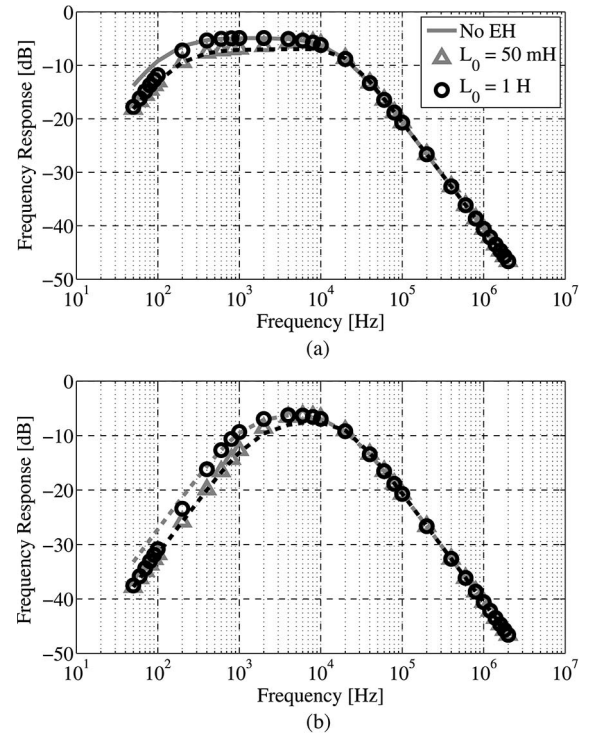 0
−10
−20
−30
−40
−50
Frequency Response [dB]
No EH
L₀ = 50 mH
L₀ = 1 H
10¹ 10² 10³ 10⁴ 10⁵ 10⁶ 10⁷
Frequency [Hz]
(a)
0
−10
−20
−30
−40
−50
Frequency Response [dB]
10¹ 10² 10³ 10⁴ 10⁵ 10⁶ 10⁷
Frequency [Hz]
(b)